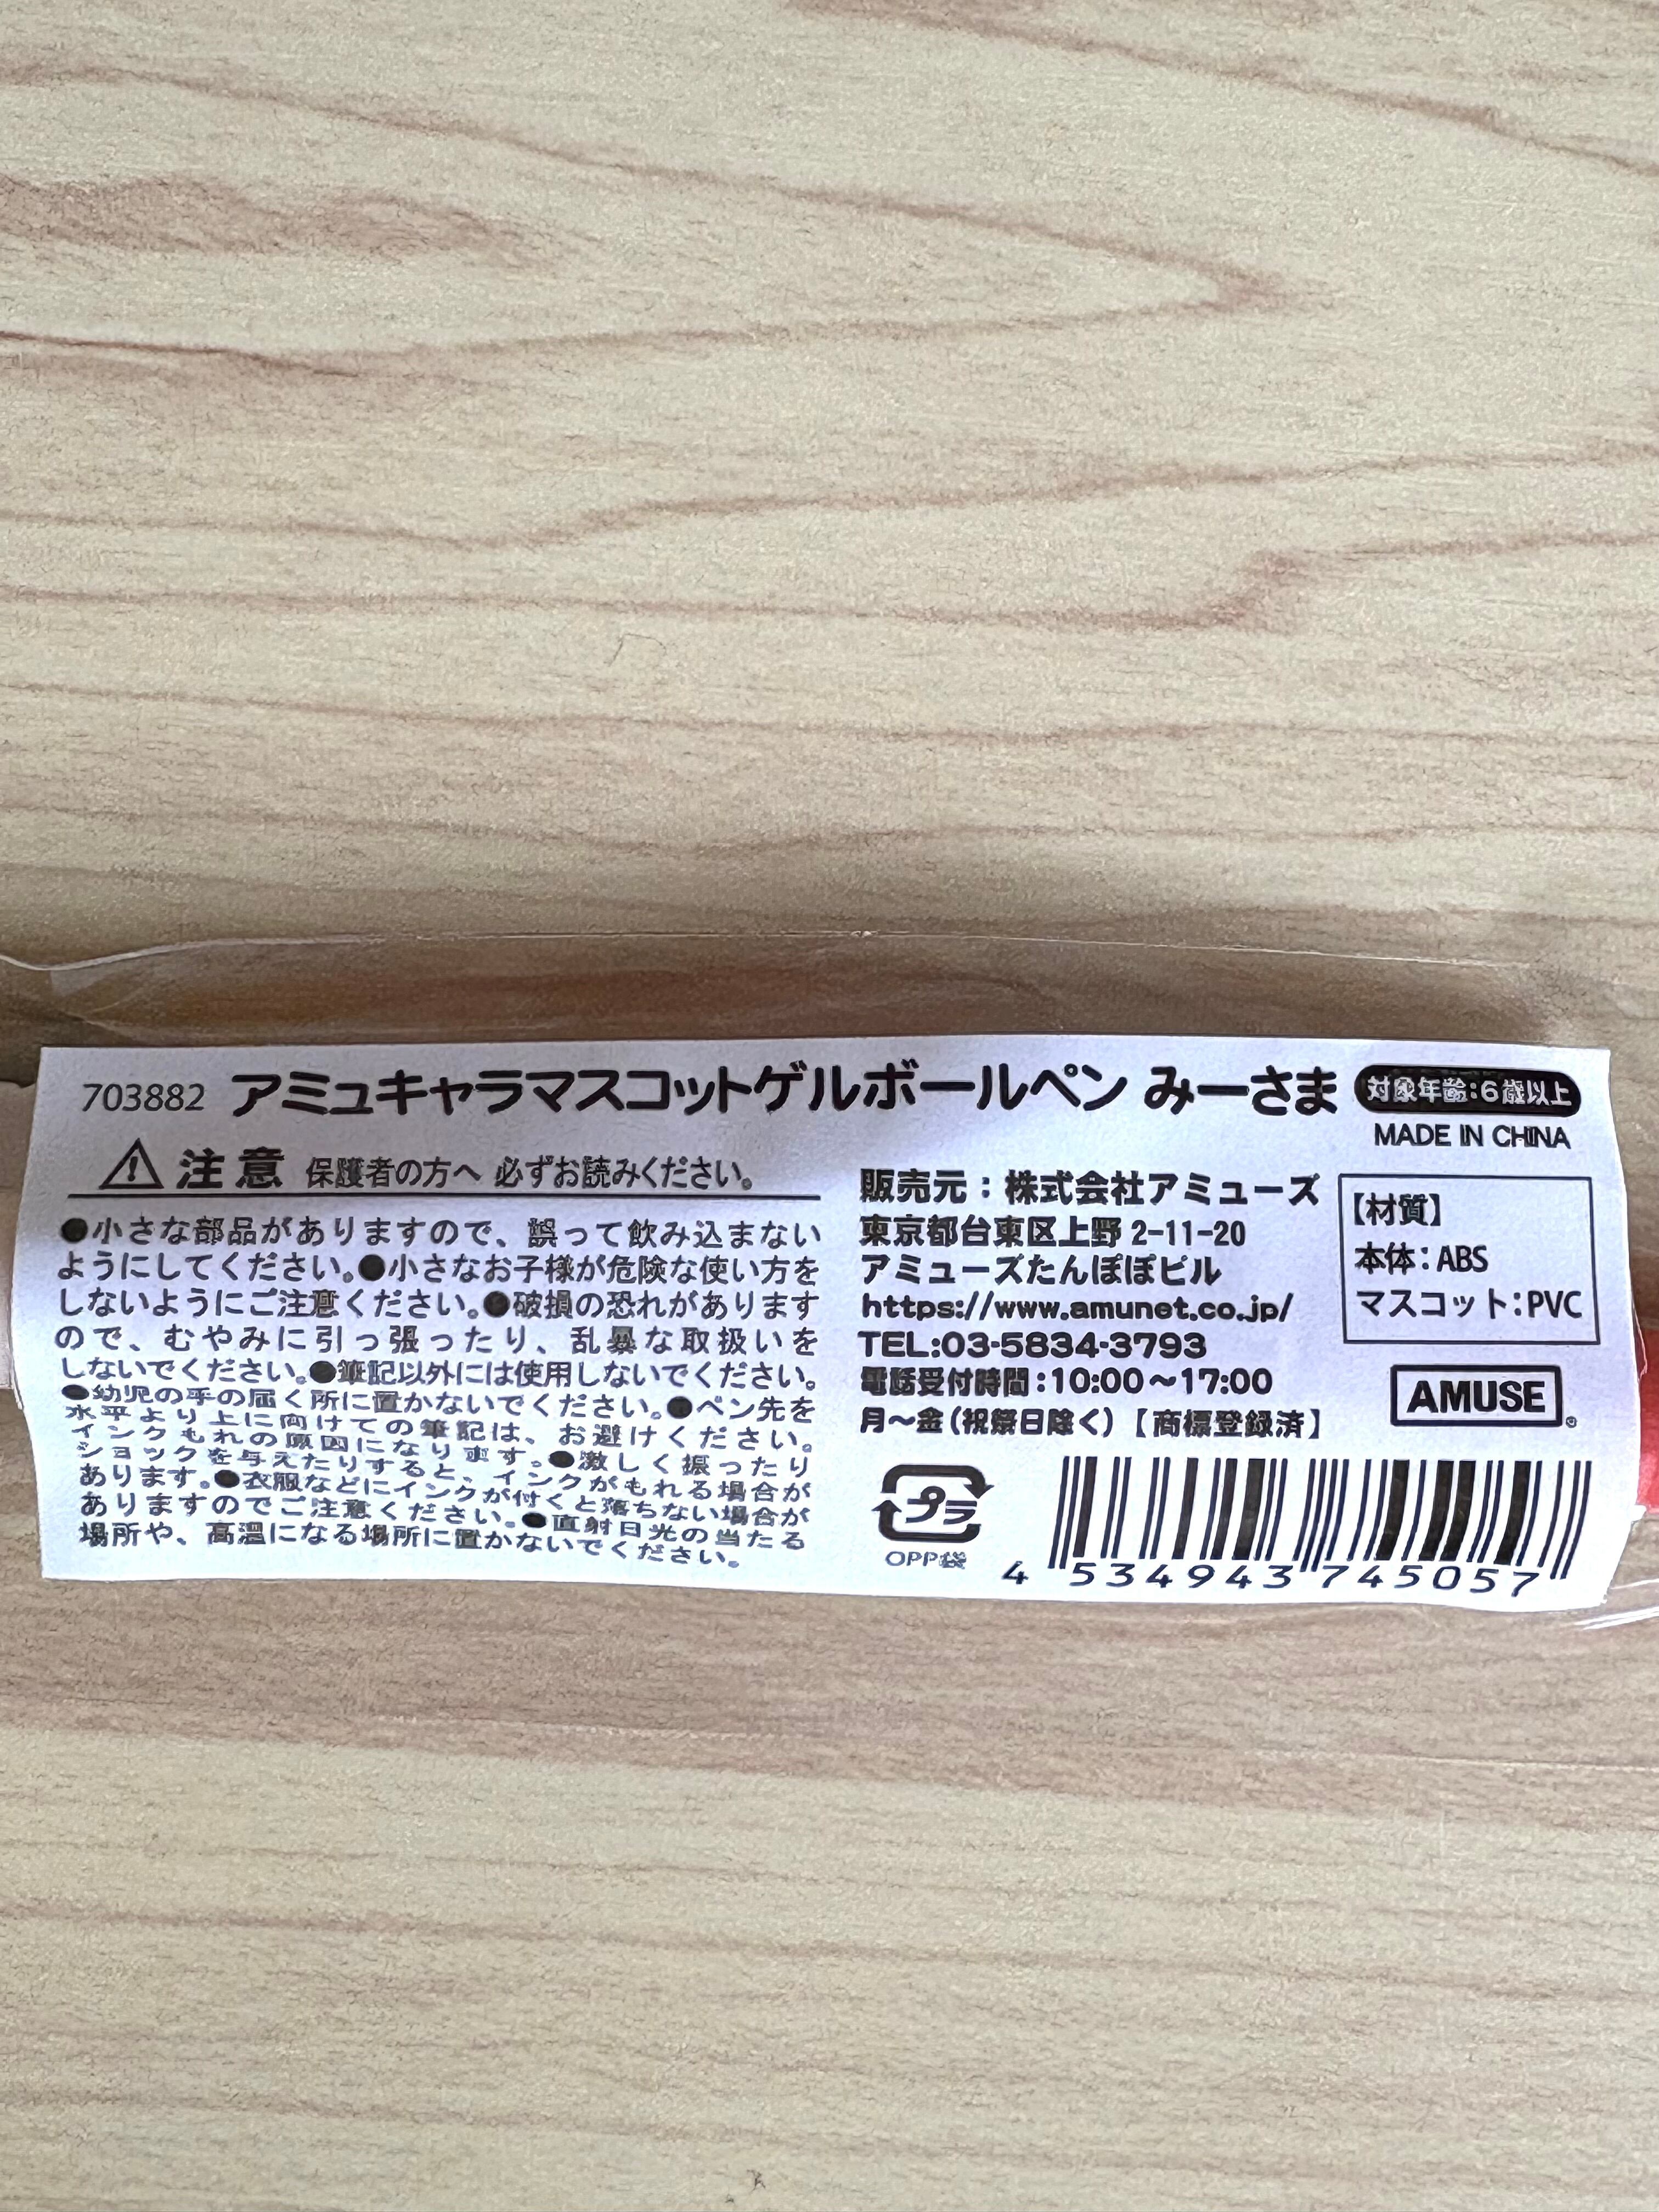 703882 アミュキャラマスコットゲルボールペン みーさま
対象年齢:6歳以上
MADE IN CHINA
注意 保護者の方へ 必ずお読みください。
●小さな部品がありますので、誤って飲み込まない
ようにしてください。●小さなお子様が危険な使い方を
しないようにご注意ください。●破損の恐れがあります
ので、むやみに引っ張ったり、乱暴な取扱いを
しないでください。●筆記以外には使用しないでください。
●幼児の手の届く所に置かないでください。●ペン先を
水平より上に向けての筆記は、お避けください。
インクもれの原因になります。●激しく振ったり
ショックを与えたりすると、インクがもれる場合が
あります。●衣服などにインクが付くと落ちない場合が
ありますのでご注意ください。●直射日光の当たる
場所や、高温になる場所に置かないでください。
販売元:株式会社アミューズ
東京都台東区上野 2-11-20
アミューズたんぽぽビル
https://www.amunet.co.jp/
TEL:03-5834-3793
電話受付時間:10:00～17:00
月～金(祝祭日除く)【商標登録済】
【材質】
本体:ABS
マスコット:PVC
AMUSE®
プラ
OPP袋
4 534943 745057